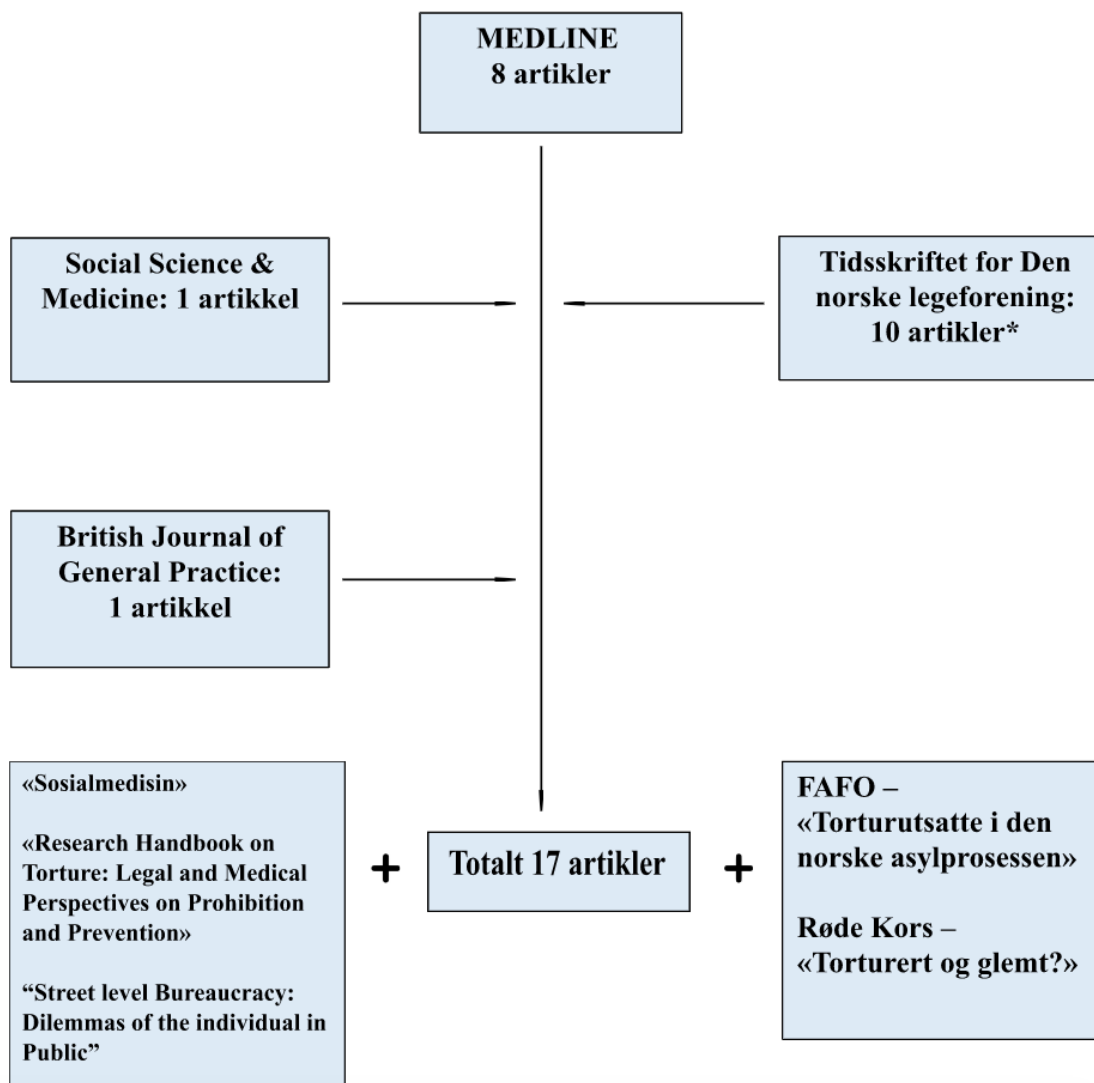 MEDLINE
8 artikler
Social Science &
Medicine: 1 artikkel
Tidsskriftet for Den
norske legeforening:
10 artikler*
British Journal of
General Practice:
1 artikkel
«Sosialmedisin»
«Research Handbook on
Torture: Legal and Medical
Perspectives on Prohibition
and Prevention»
“Street level Bureaucracy:
Dilemmas of the individual in
Public”
+
Totalt 17 artikler
+
FAFO –
«Torturutsatte i den
norske asylprosessen»
Røde Kors –
«Torturert og glemt?»